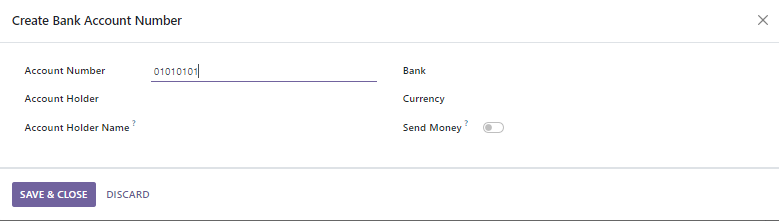 Create Bank Account Number
Account Number 01010101 Bank
Account Holder Currency
Account Holder Name ? Send Money ?
SAVE & CLOSE DISCARD